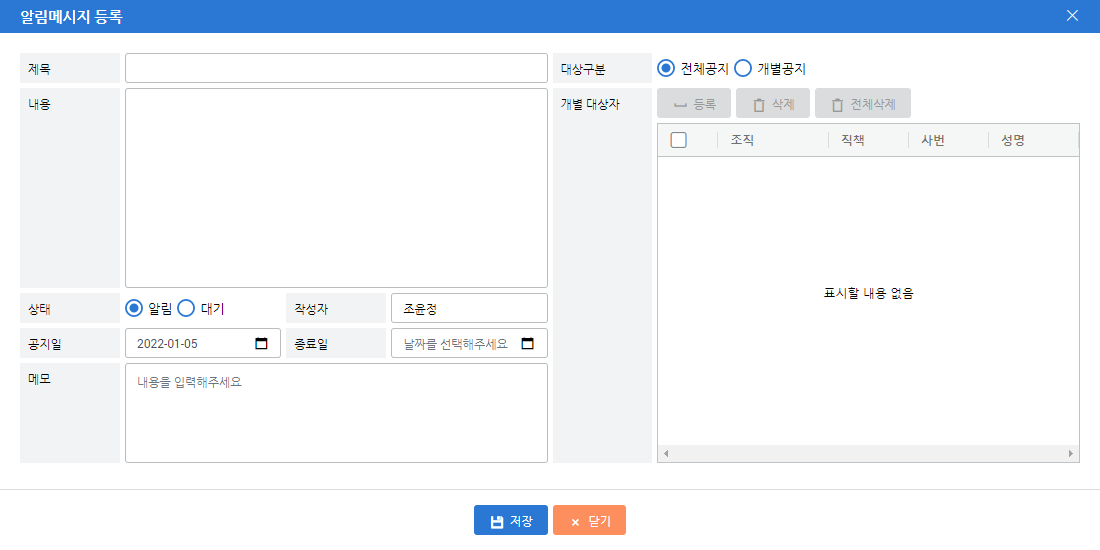 알림메시지 등록
제목
대상구분 전체공지 개별공지
내용
개별 대상자 등록 삭제 전체삭제
조직 직책 사번 성명
표시할 내용 없음
상태 알림 대기 작성자 조윤정
공지일 2022-01-05 종료일 날짜를 선택해주세요
메모 내용을 입력해주세요
저장 닫기